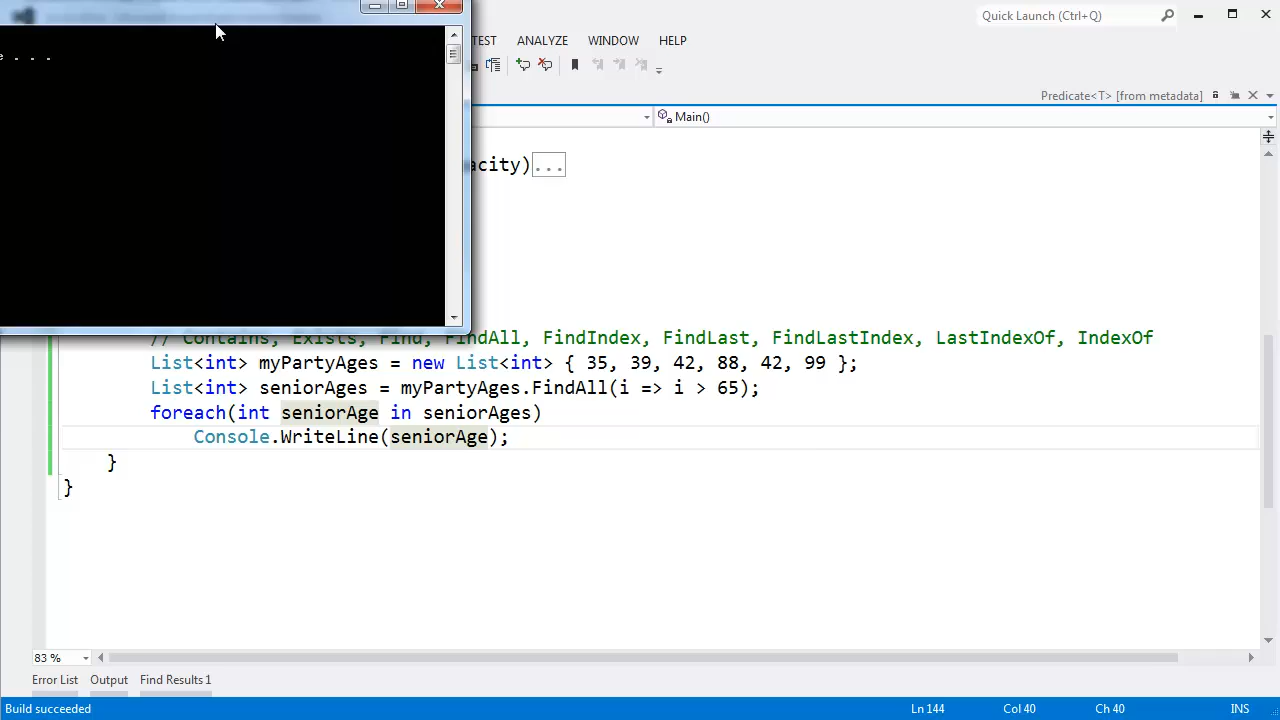 Quick Launch (Ctrl+Q)
TEST ANALYZE WINDOW HELP
e . . .
Predicate<T> [from metadata]
Main()
acity)...
// Contains, Exists, Find, FindAll, FindIndex, FindLast, FindLastIndex, LastIndexOf, IndexOf
List<int> myPartyAges = new List<int> { 35, 39, 42, 88, 42, 99 };
List<int> seniorAges = myPartyAges.FindAll(i => i > 65);
foreach(int seniorAge in seniorAges)
Console.WriteLine(seniorAge);
}
}
83 %
Error List Output Find Results 1
Build succeeded Ln 144 Col 40 Ch 40 INS